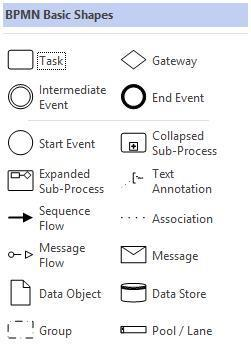 BPMN Basic Shapes
Task
Gateway
Intermediate
Event
End Event
Start Event
Collapsed
Sub-Process
Expanded
Sub-Process
Text
Annotation
Sequence
Flow
Association
Message
Flow
Message
Data Object
Data Store
Group
Pool / Lane